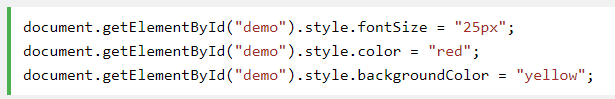 document.getElementById("demo").style.fontSize = "25px";
document.getElementById("demo").style.color = "red";
document.getElementById("demo").style.backgroundColor = "yellow";